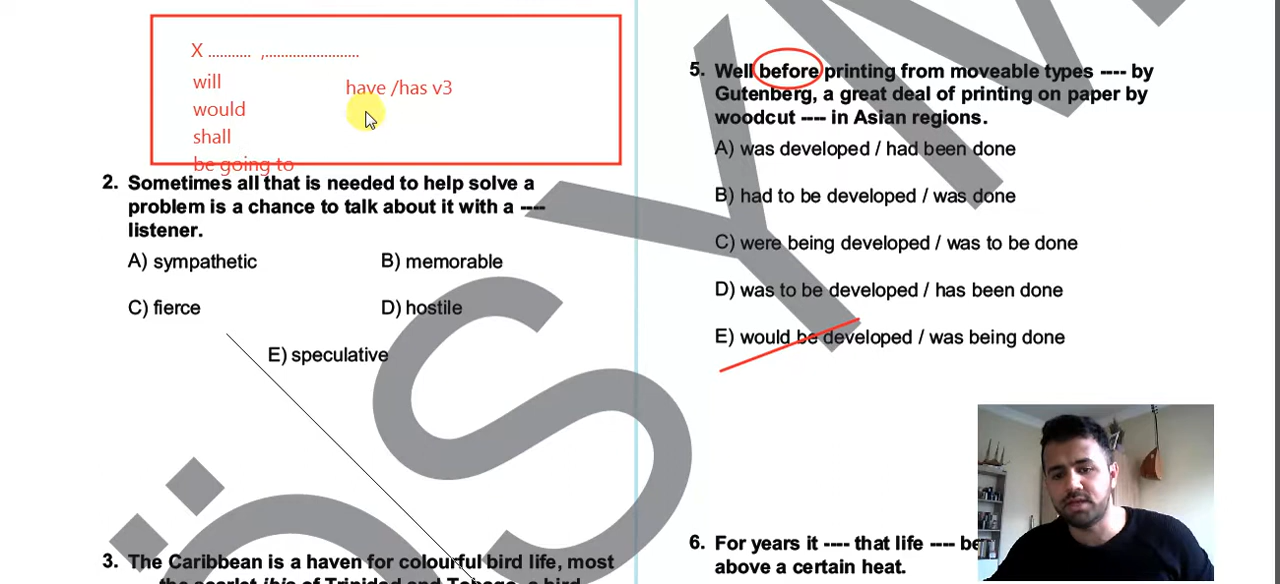 X ........... ,..........................
will
would
shall
be going to
have /has v3
2. Sometimes all that is needed to help solve a
problem is a chance to talk about it with a ----
listener.
A) sympathetic
B) memorable
C) fierce
D) hostile
E) speculative
3. The Caribbean is a haven for colourful bird life, most
5. Well before printing from moveable types ---- by
Gutenberg, a great deal of printing on paper by
woodcut ---- in Asian regions.
A) was developed / had been done
B) had to be developed / was done
C) were being developed / was to be done
D) was to be developed / has been done
E) would be developed / was being done
6. For years it ---- that life ----
above a certain heat.
ÖSYM